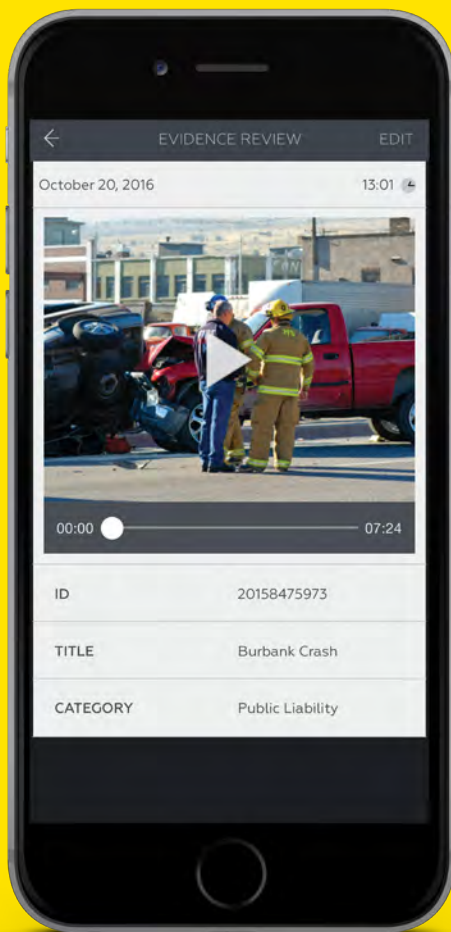 EVIDENCE REVIEW EDIT
October 20, 2016 13:01
00:00 07:24
ID 20158475973
TITLE Burbank Crash
CATEGORY Public Liability